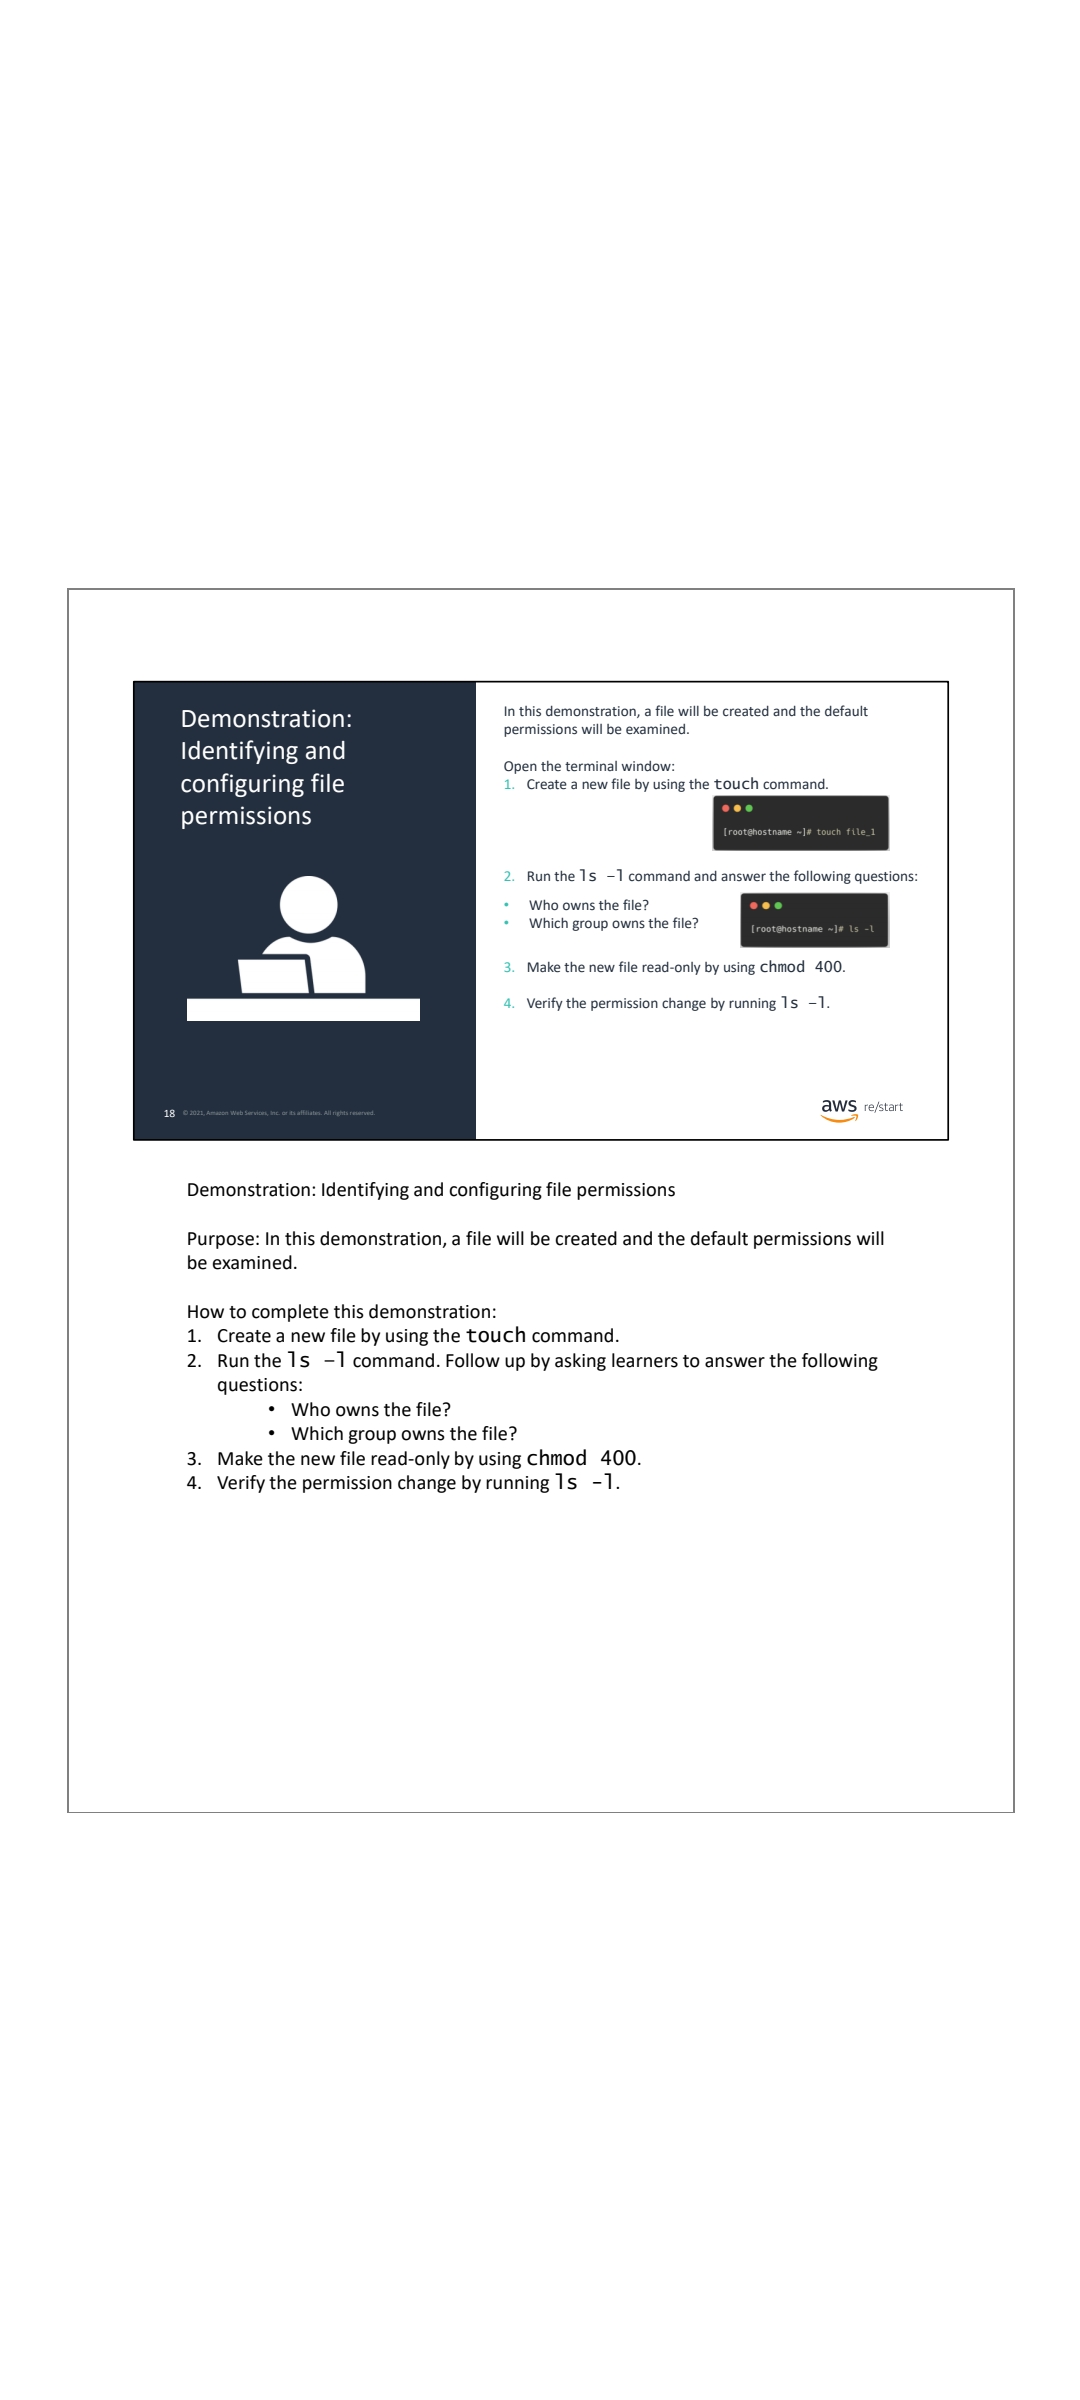 Demonstration:
Identifying and
configuring file
permissions
18 © 2021, Amazon Web Services, Inc. or its affiliates. All rights reserved.
In this demonstration, a file will be created and the default
permissions will be examined.
Open the terminal window:
1. Create a new file by using the touch command.
[root@hostname ~]# touch file_1
2. Run the ls -l command and answer the following questions:
• Who owns the file?
• Which group owns the file?
[root@hostname ~]# ls -l
3. Make the new file read-only by using chmod 400.
4. Verify the permission change by running ls -l.
aws re/start
Demonstration: Identifying and configuring file permissions
Purpose: In this demonstration, a file will be created and the default permissions will
be examined.
How to complete this demonstration:
1. Create a new file by using the touch command.
2. Run the ls -l command. Follow up by asking learners to answer the following
questions:
• Who owns the file?
• Which group owns the file?
3. Make the new file read-only by using chmod 400.
4. Verify the permission change by running ls -l.